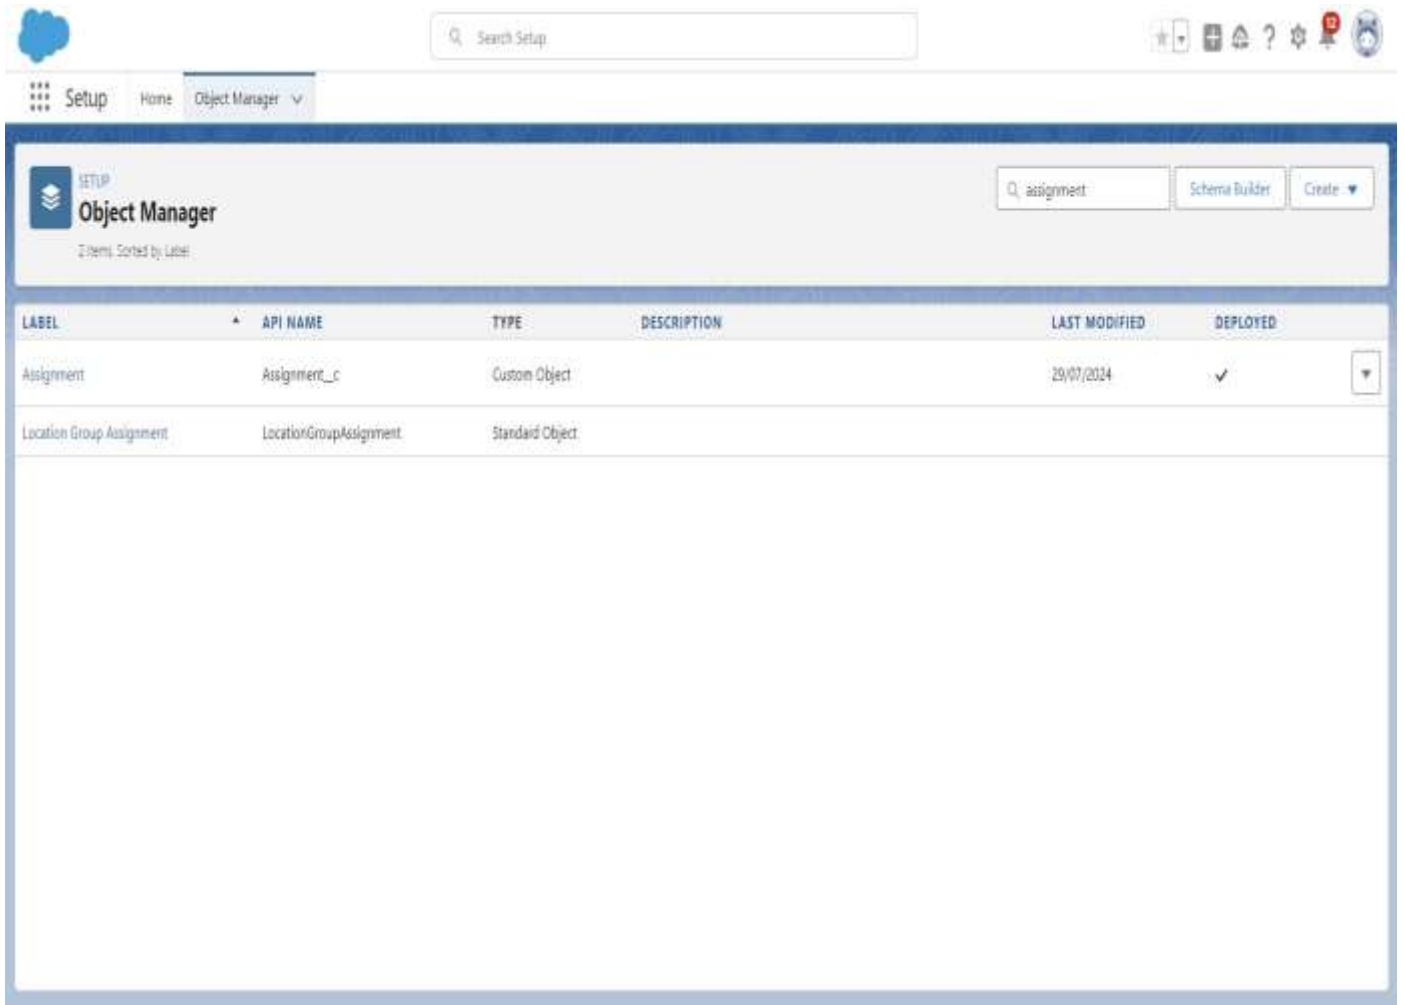 Search Setup
12
Setup Home Object Manager
SETUP
Object Manager
2 items. Sorted by Label
assignment
Schema Builder
Create
LABEL API NAME TYPE DESCRIPTION LAST MODIFIED DEPLOYED
Assignment Assignment__c Custom Object 29/07/2024
Location Group Assignment LocationGroupAssignment Standard Object